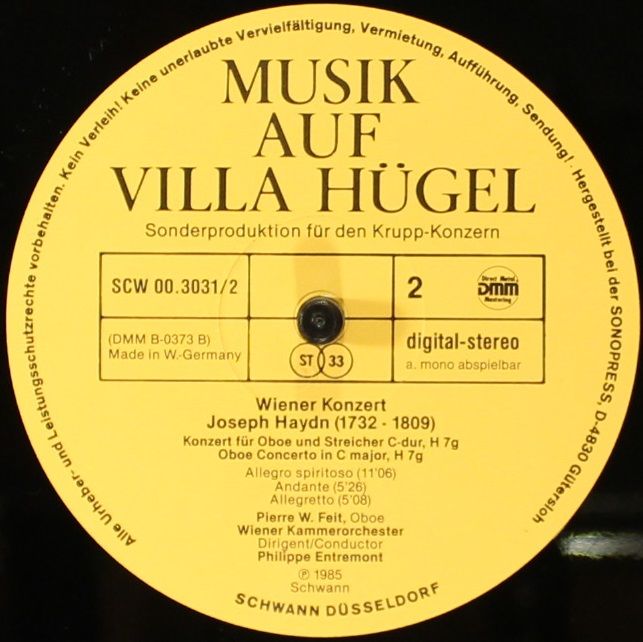 Alle Urheber- und Leistungsschutzrechte vorbehalten. Kein Verleih! Keine unerlaubte Vervielfältigung, Vermietung, Aufführung, Sendung! · Hergestellt bei der SONOPRESS, D-4830 Gütersloh
MUSIK
AUF
VILLA HÜGEL
Sonderproduktion für den Krupp-Konzern
SCW 00.3031/2
2
Direct Metal
DMM
Mastering
(DMM B-0373 B)
Made in W.-Germany
ST 33
digital-stereo
a. mono abspielbar
Wiener Konzert
Joseph Haydn (1732 - 1809)
Konzert für Oboe und Streicher C-dur, H 7g
Oboe Concerto in C major, H 7g
Allegro spiritoso (11'06)
Andante (5'26)
Allegretto (5'08)
Pierre W. Feit, Oboe
Wiener Kammerorchester
Dirigent/Conductor
Philippe Entremont
℗ 1985
Schwann
SCHWANN DÜSSELDORF